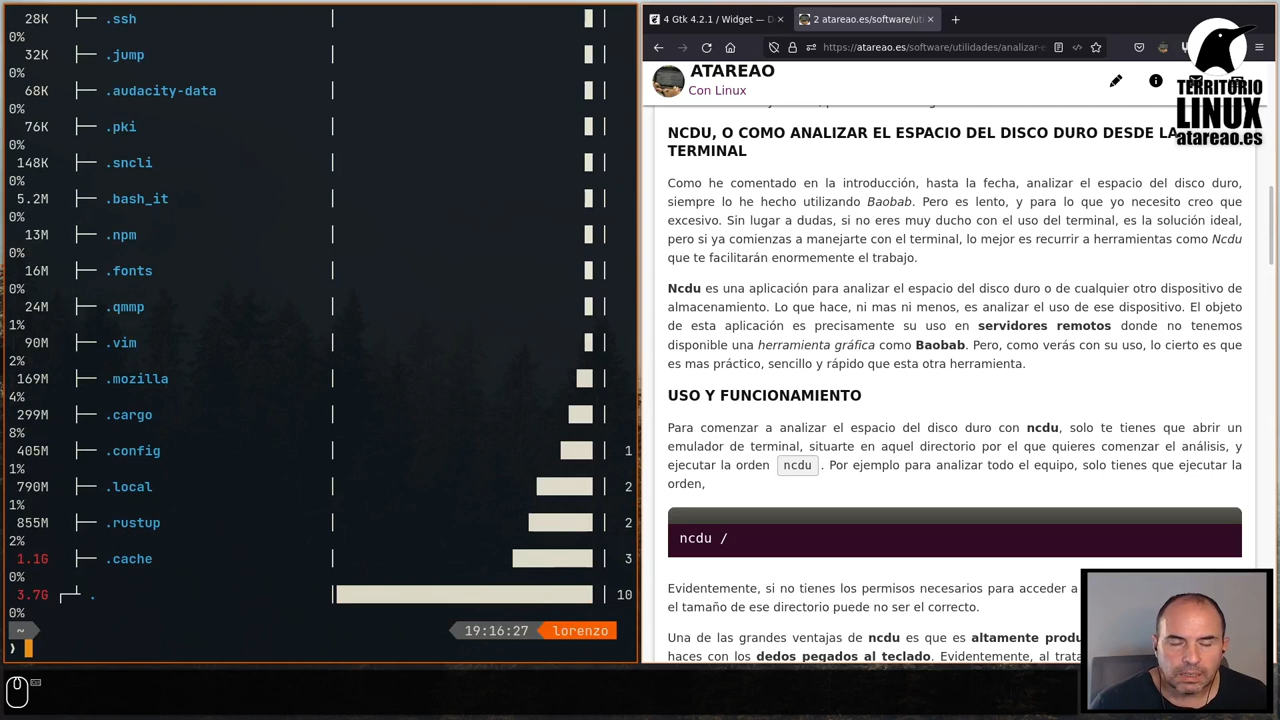 28K ├── .ssh │ │
0%
32K ├── .jump │ │
0%
68K ├── .audacity-data │ │
0%
76K ├── .pki │ │
0%
148K ├── .sncli │ │
0%
5.2M ├── .bash_it │ │
0%
13M ├── .npm │ │
0%
16M ├── .fonts │ │
0%
24M ├── .qmmp │ │
1%
90M ├── .vim │ │
2%
169M ├── .mozilla │ │
4%
299M ├── .cargo │ │
8%
405M ├── .config │ │ 1
1%
790M ├── .local │ │ 2
1%
855M ├── .rustup │ │ 2
2%
1.1G ├── .cache │ │ 3
0%
3.7G ┌─┴ . │ │ 10
0%
~ 19:16:27 lorenzo
4 Gtk 4.2.1 / Widget — D
2 atareao.es/software/uti
https://atareao.es/software/utilidades/analizar-e
ATAREAO
Con Linux
TERRITORIO
LINUX
atareao.es
NCDU, O COMO ANALIZAR EL ESPACIO DEL DISCO DURO DESDE LA
TERMINAL
Como he comentado en la introducción, hasta la fecha, analizar el espacio del disco duro,
siempre lo he hecho utilizando Baobab. Pero es lento, y para lo que yo necesito creo que
excesivo. Sin lugar a dudas, si no eres muy ducho con el uso del terminal, es la solución ideal,
pero si ya comienzas a manejarte con el terminal, lo mejor es recurrir a herramientas como Ncdu
que te facilitarán enormemente el trabajo.
Ncdu es una aplicación para analizar el espacio del disco duro o de cualquier otro dispositivo de
almacenamiento. Lo que hace, ni mas ni menos, es analizar el uso de ese dispositivo. El objeto
de esta aplicación es precisamente su uso en servidores remotos donde no tenemos
disponible una herramienta gráfica como Baobab. Pero, como verás con su uso, lo cierto es que
es mas práctico, sencillo y rápido que esta otra herramienta.
USO Y FUNCIONAMIENTO
Para comenzar a analizar el espacio del disco duro con ncdu, solo te tienes que abrir un
emulador de terminal, situarte en aquel directorio por el que quieres comenzar el análisis, y
ejecutar la orden ncdu . Por ejemplo para analizar todo el equipo, solo tienes que ejecutar la
orden,
ncdu /
Evidentemente, si no tienes los permisos necesarios para acceder a
el tamaño de ese directorio puede no ser el correcto.
Una de las grandes ventajas de ncdu es que es altamente produ
haces con los dedos pegados al teclado. Evidentemente, al trata